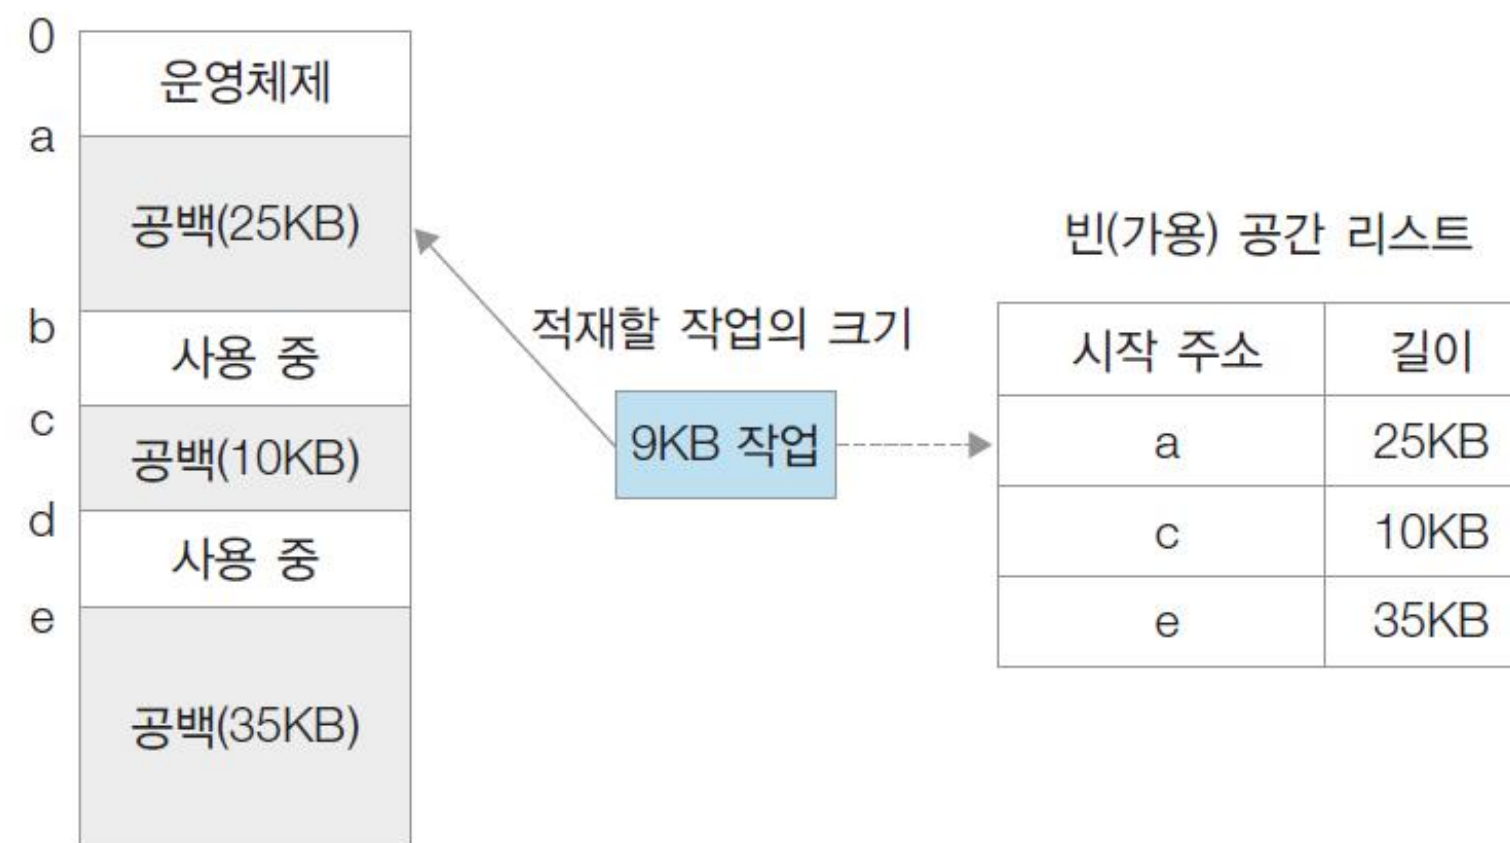 0
운영체제
a
공백(25KB)
b
사용 중
c
공백(10KB)
d
사용 중
e
공백(35KB)
적재할 작업의 크기
9KB 작업
빈(가용) 공간 리스트
시작 주소 길이
a 25KB
c 10KB
e 35KB